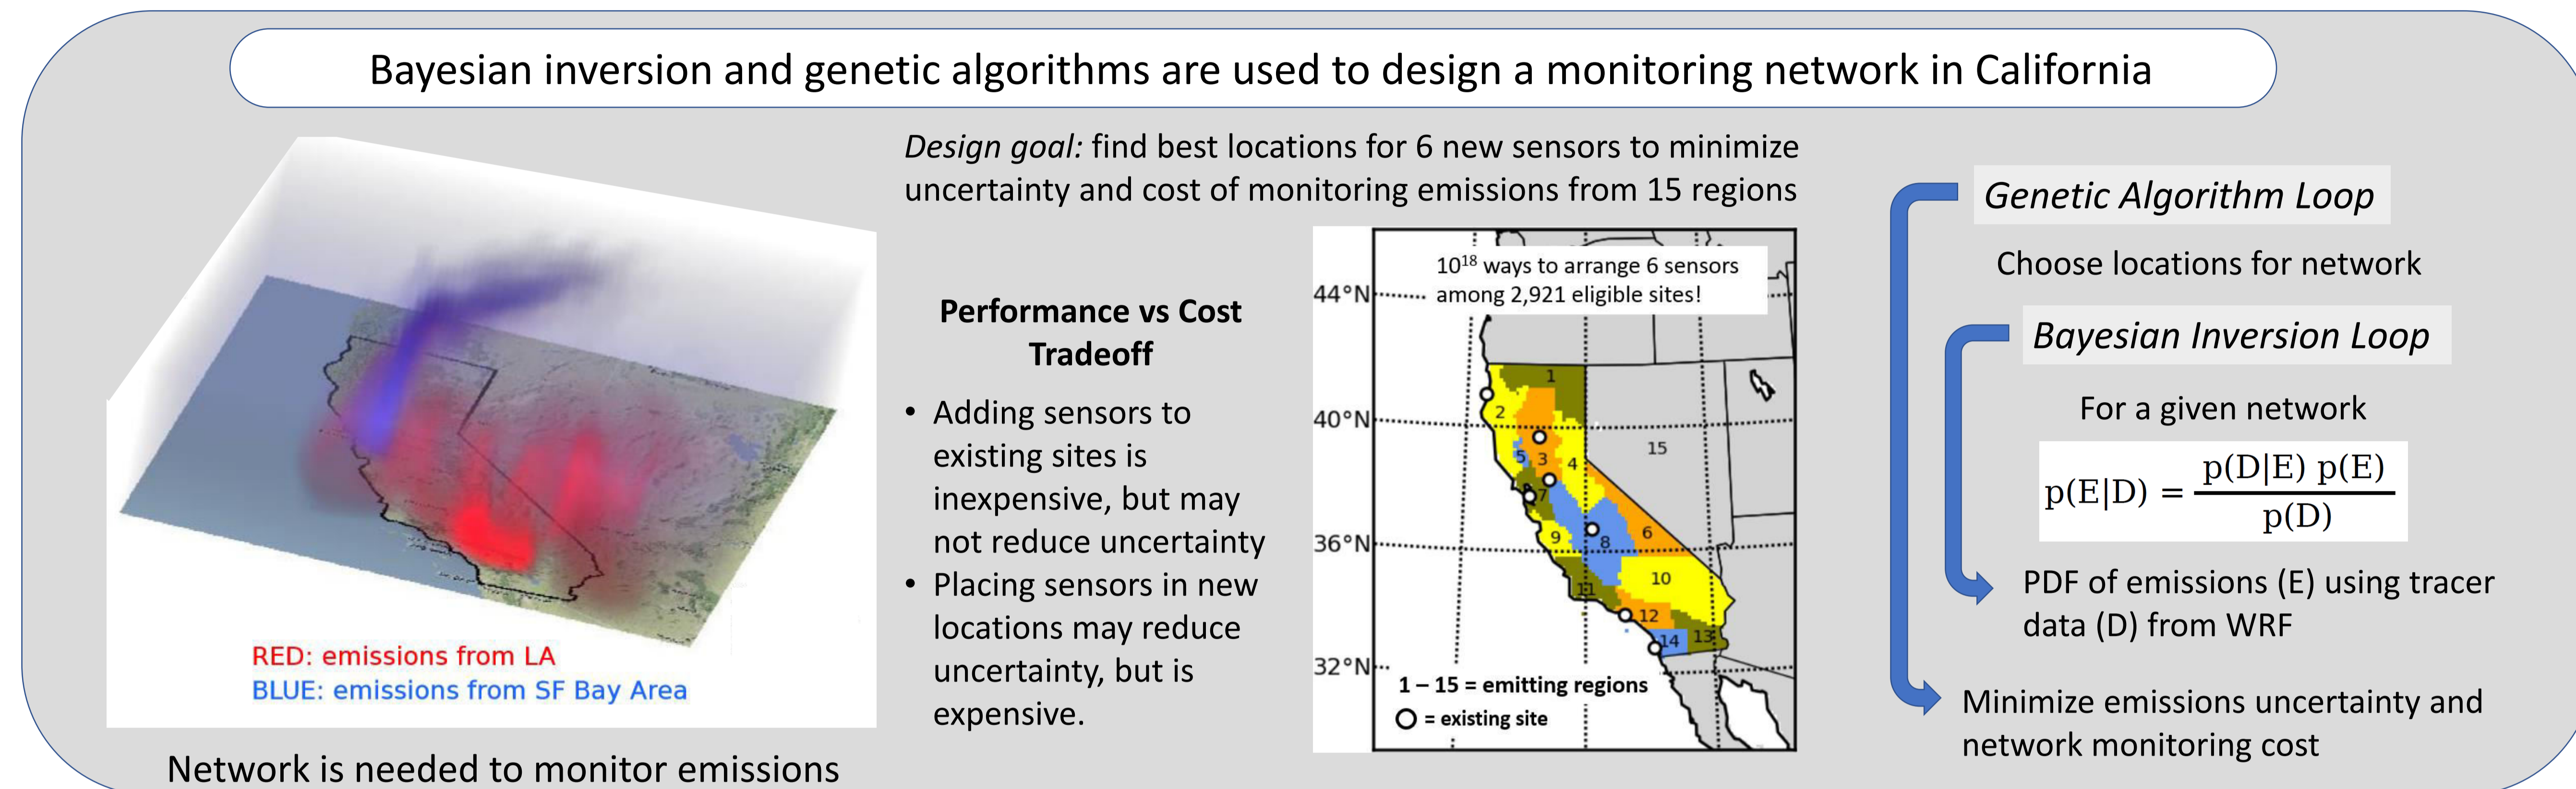 Bayesian inversion and genetic algorithms are used to design a monitoring network in California
RED: emissions from LA
BLUE: emissions from SF Bay Area
Network is needed to monitor emissions
Design goal: find best locations for 6 new sensors to minimize
uncertainty and cost of monitoring emissions from 15 regions
Performance vs Cost
Tradeoff
• Adding sensors to
existing sites is
inexpensive, but may
not reduce uncertainty
• Placing sensors in new
locations may reduce
uncertainty, but is
expensive.
10¹⁸ ways to arrange 6 sensors
among 2,921 eligible sites!
44°N
40°N
36°N
32°N
1
2
15
5
3
4
7
6
9
8
10
11
12
14
13
1 – 15 = emitting regions
= existing site
Genetic Algorithm Loop
Choose locations for network
Bayesian Inversion Loop
For a given network
p(E|D) = p(D|E) p(E)
p(D)
PDF of emissions (E) using tracer
data (D) from WRF
Minimize emissions uncertainty and
network monitoring cost